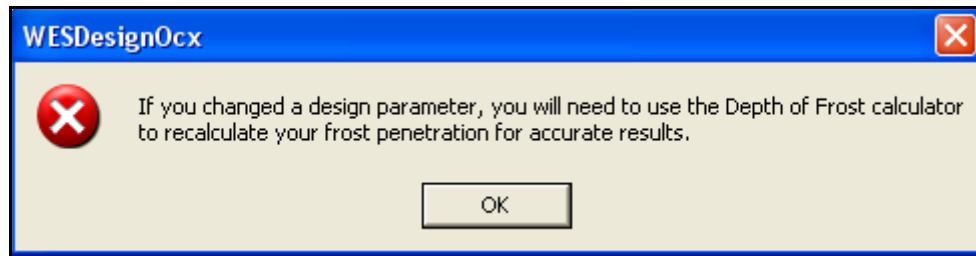 WESDesignOcx
If you changed a design parameter, you will need to use the Depth of Frost calculator
to recalculate your frost penetration for accurate results.
OK